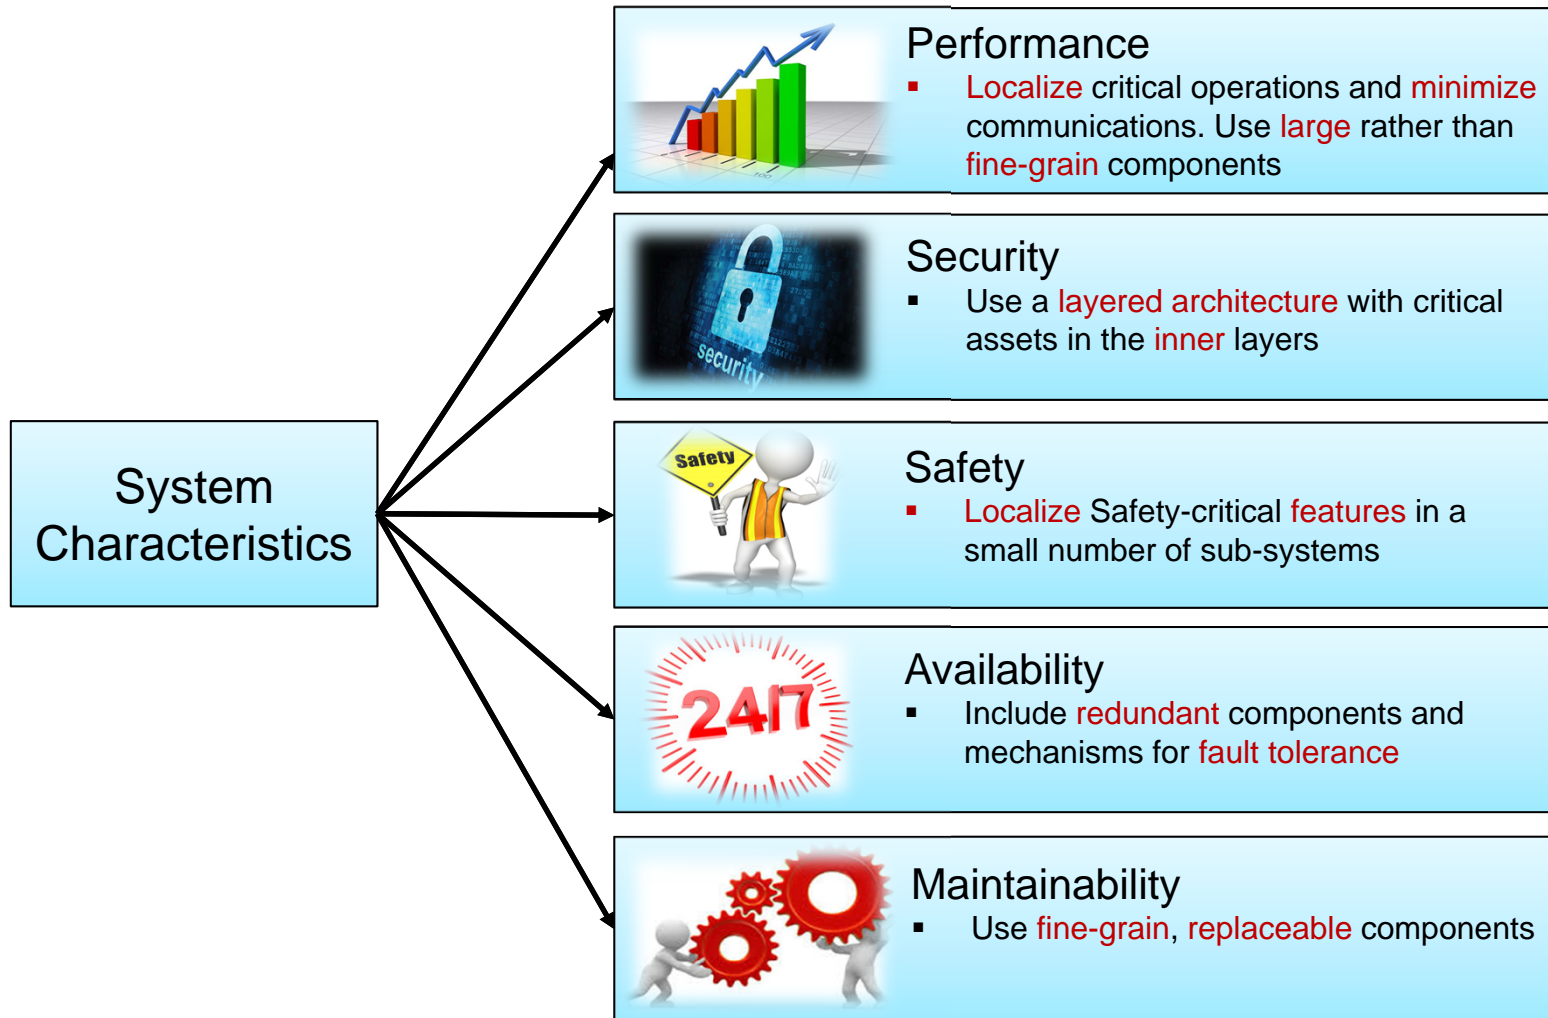 System
Characteristics
Performance
▪ Localize critical operations and minimize
communications. Use large rather than
fine-grain components
100
Security
▪ Use a layered architecture with critical
assets in the inner layers
security
Safety
▪ Localize Safety-critical features in a
small number of sub-systems
Safety
Availability
▪ Include redundant components and
mechanisms for fault tolerance
24/7
Maintainability
▪ Use fine-grain, replaceable components